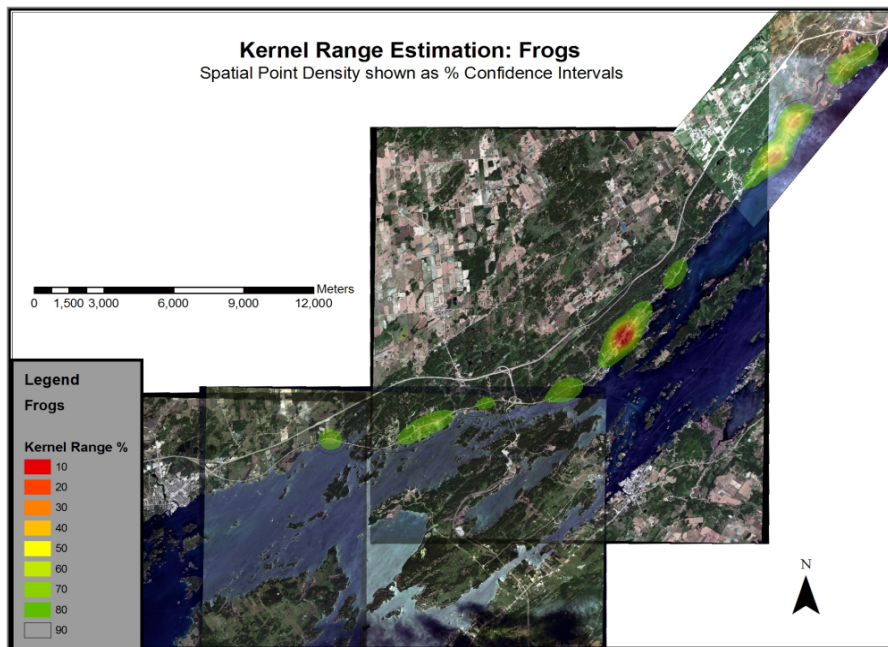 Kernel Range Estimation: Frogs
Spatial Point Density shown as % Confidence Intervals
Meters
0 1,500 3,000 6,000 9,000 12,000
Legend
Frogs
Kernel Range %
10
20
30
40
50
60
70
80
90
N